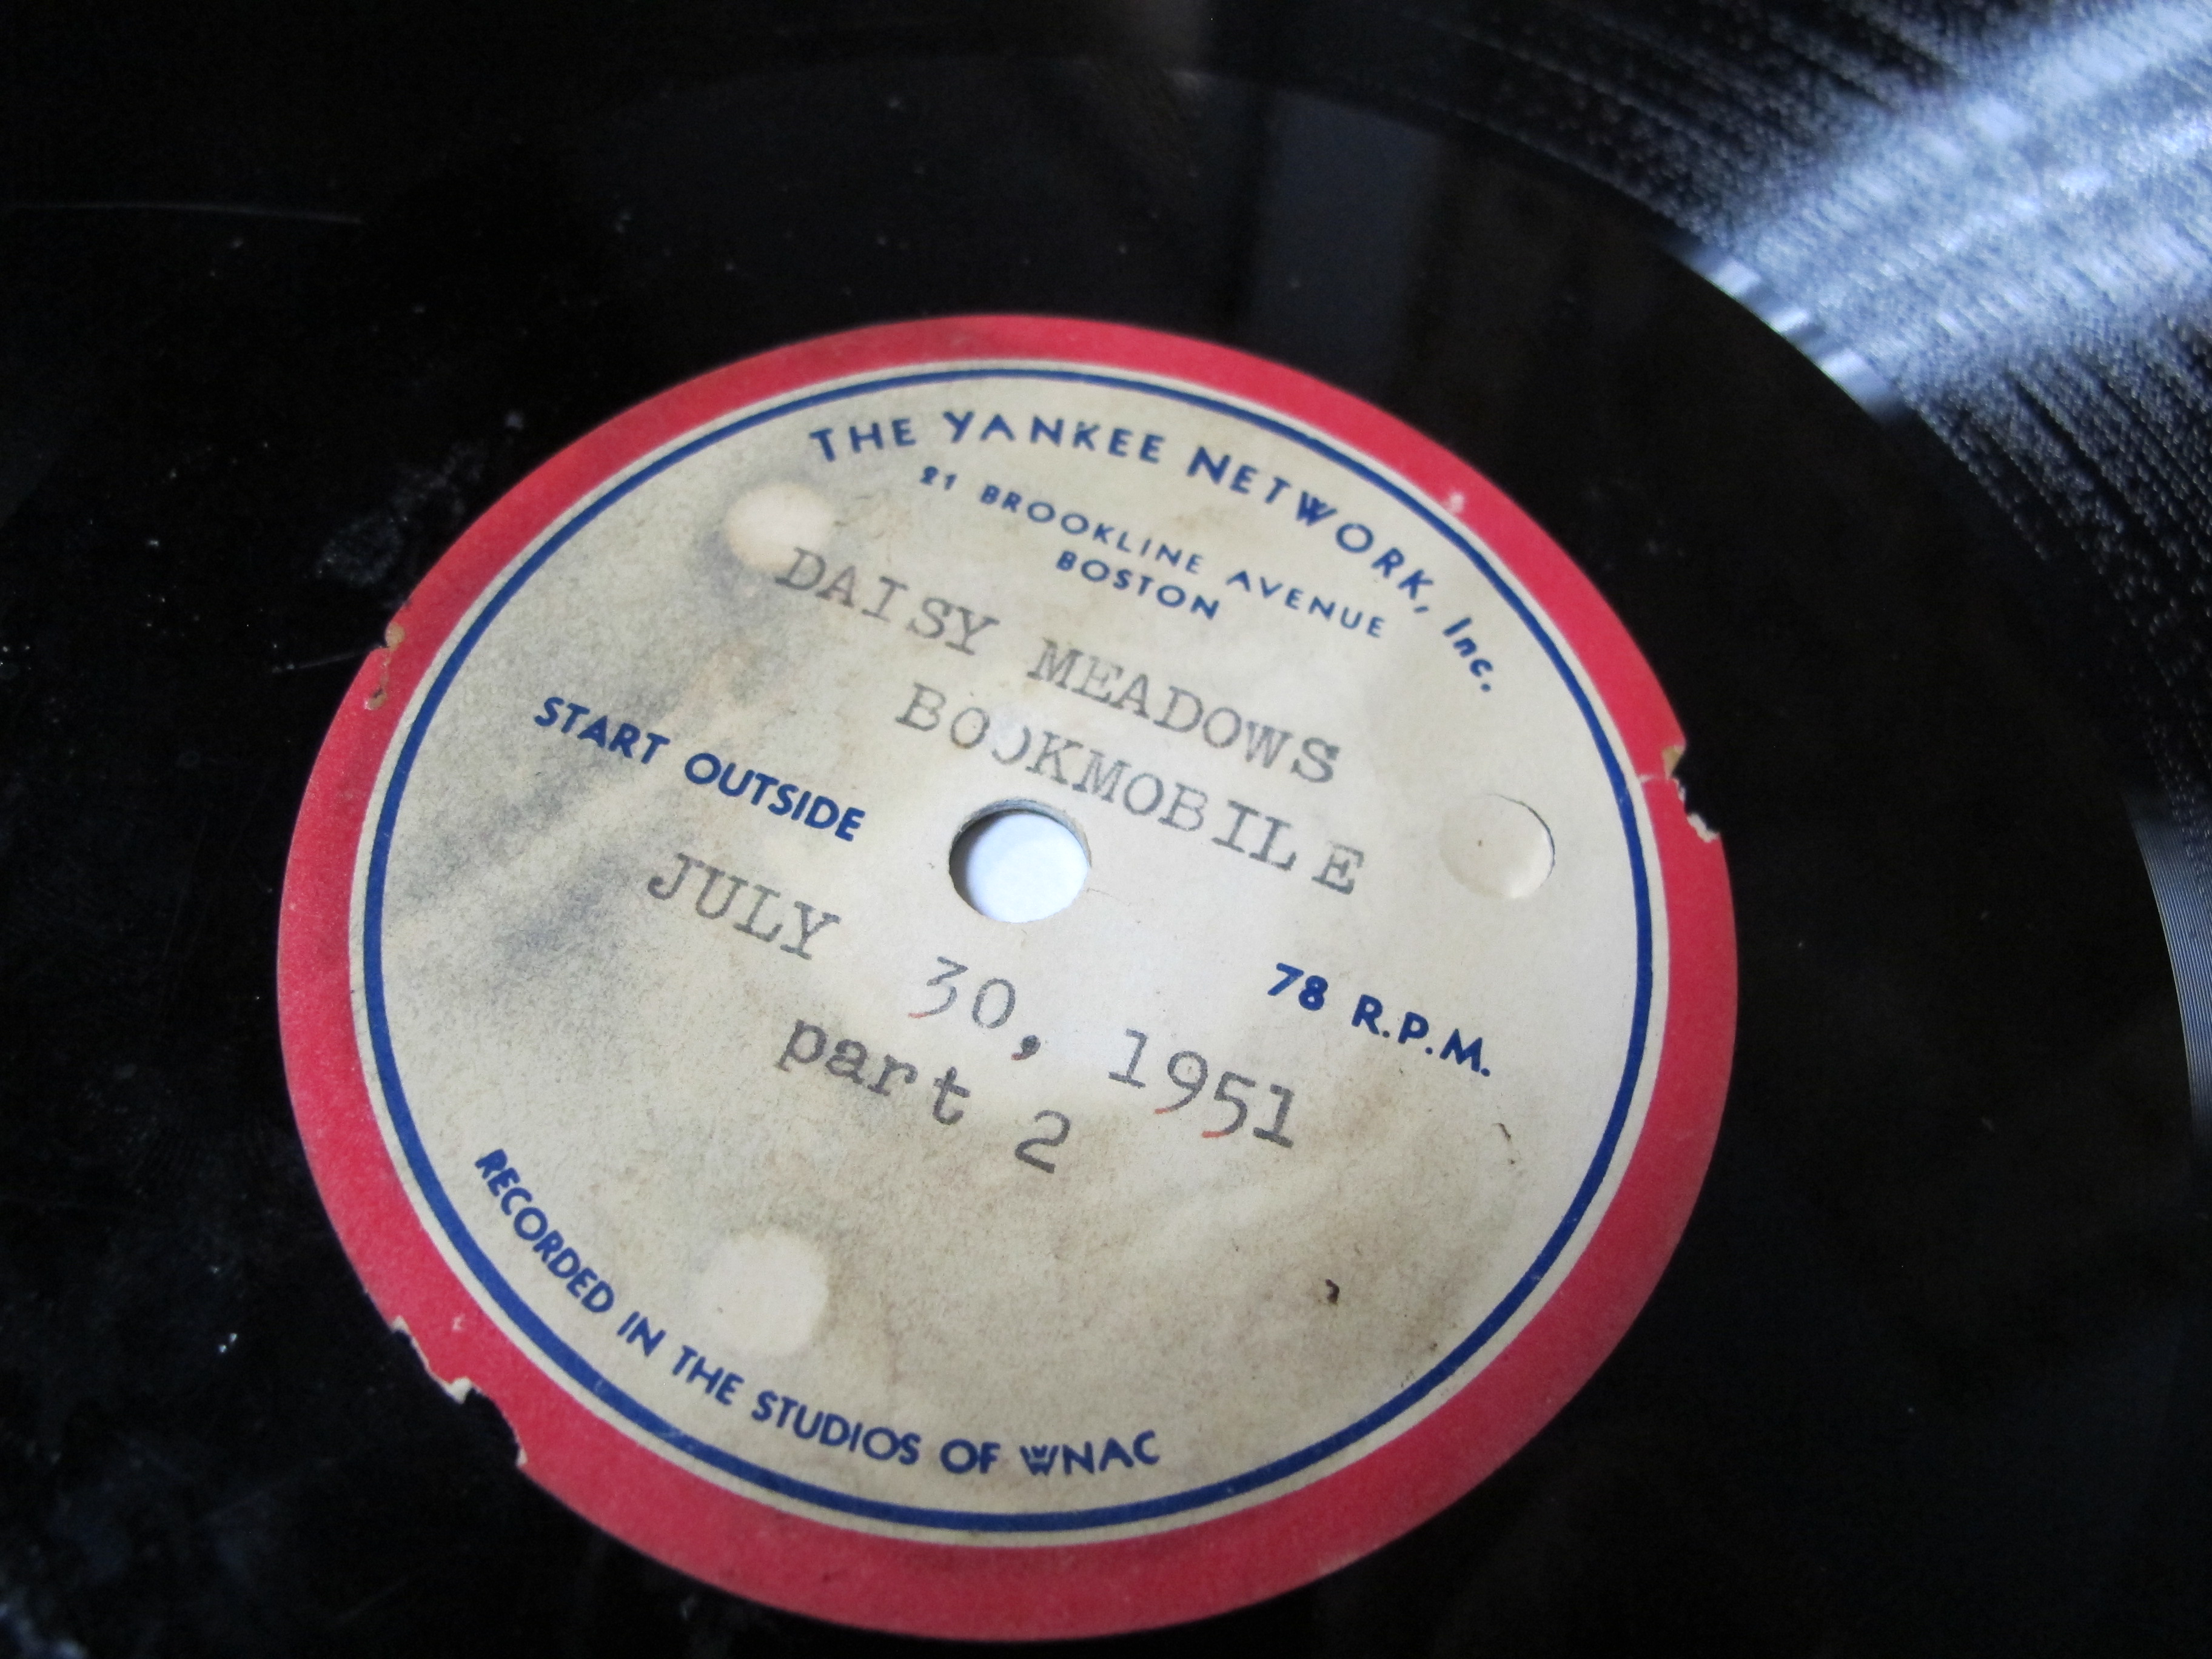 THE YANKEE NETWORK, Inc.
21 BROOKLINE AVENUE
BOSTON
DAISY MEADOWS
BOOKMOBILE
START OUTSIDE
78 R.P.M.
JULY 30, 1951
part 2
RECORDED IN THE STUDIOS OF WNAC